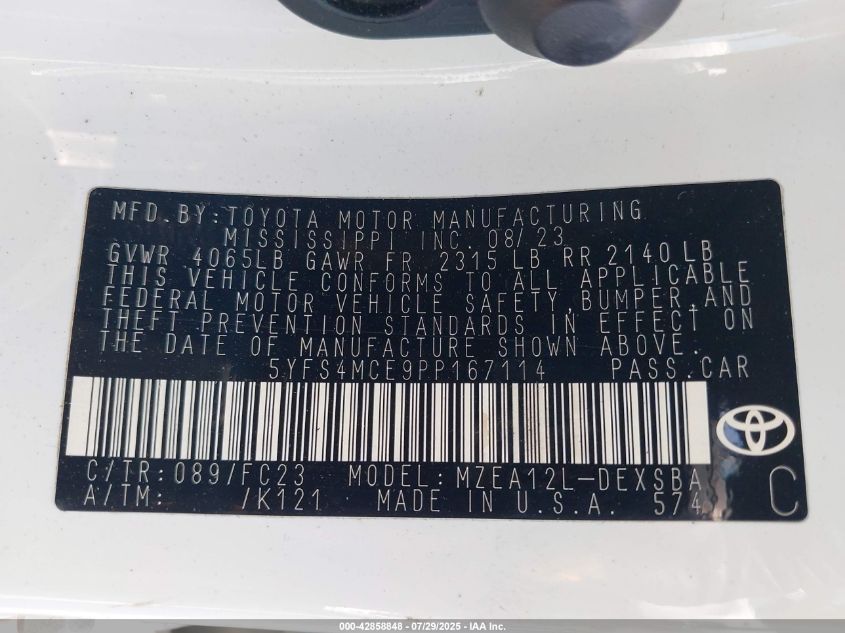 MFD. BY: TOYOTA MOTOR MANUFACTURING
MISSISSIPPI INC. 08/23
GVWR 4065LB GAWR FR. 2315 LB RR 2140 LB
THIS VEHICLE CONFORMS TO ALL APPLICABLE
FEDERAL MOTOR VEHICLE SAFETY, BUMPER, AND
THEFT PREVENTION STANDARDS IN EFFECT ON
THE DATE OF MANUFACTURE SHOWN ABOVE.
5YFS4MCE9PP167114 PASS. CAR
C/TR: 089/FC23 MODEL: MZEA12L-DEXSBA
A/TM: /K121 MADE IN U.S.A. 574 C
000-42858848 - 07/29/2025 - IAA Inc.